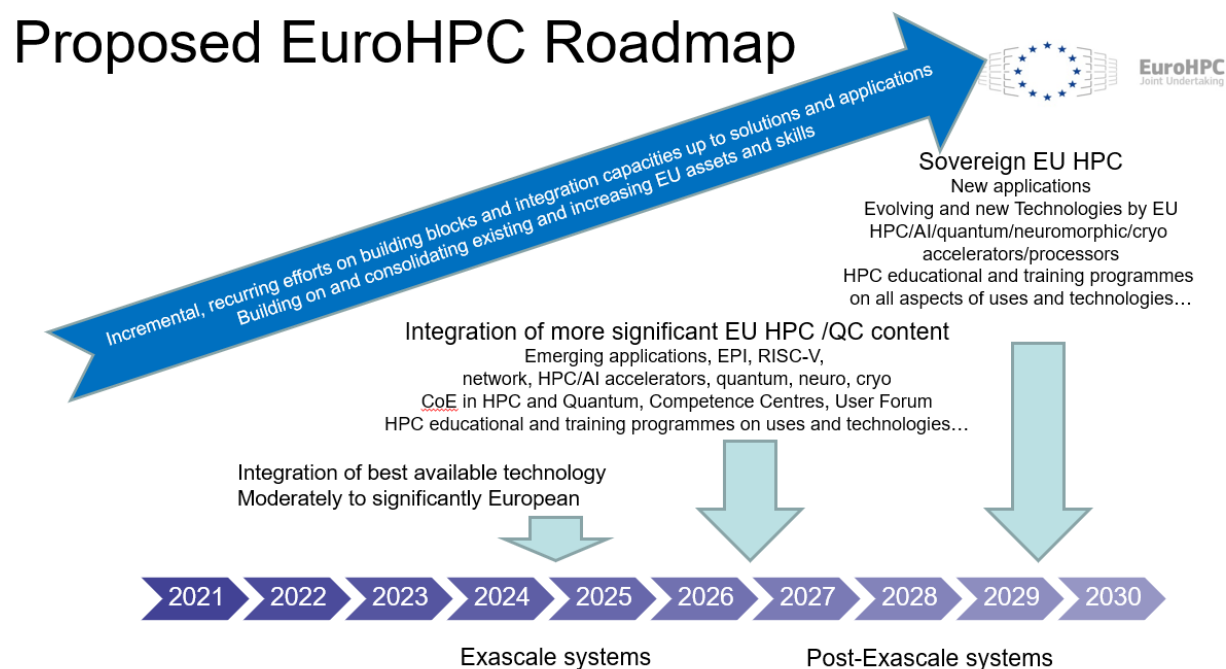 Proposed EuroHPC Roadmap
EuroHPC
Joint Undertaking
Incremental, recurring efforts on building blocks and integration capacities up to solutions and applications
Building on and consolidating existing and increasing EU assets and skills
Sovereign EU HPC
New applications
Evolving and new Technologies by EU
HPC/AI/quantum/neuromorphic/cryo
accelerators/processors
HPC educational and training programmes
on all aspects of uses and technologies…
Integration of more significant EU HPC /QC content
Emerging applications, EPI, RISC-V,
network, HPC/AI accelerators, quantum, neuro, cryo
CoE in HPC and Quantum, Competence Centres, User Forum
HPC educational and training programmes on uses and technologies…
Integration of best available technology
Moderately to significantly European
2021 2022 2023 2024 2025 2026 2027 2028 2029 2030
Exascale systems Post-Exascale systems